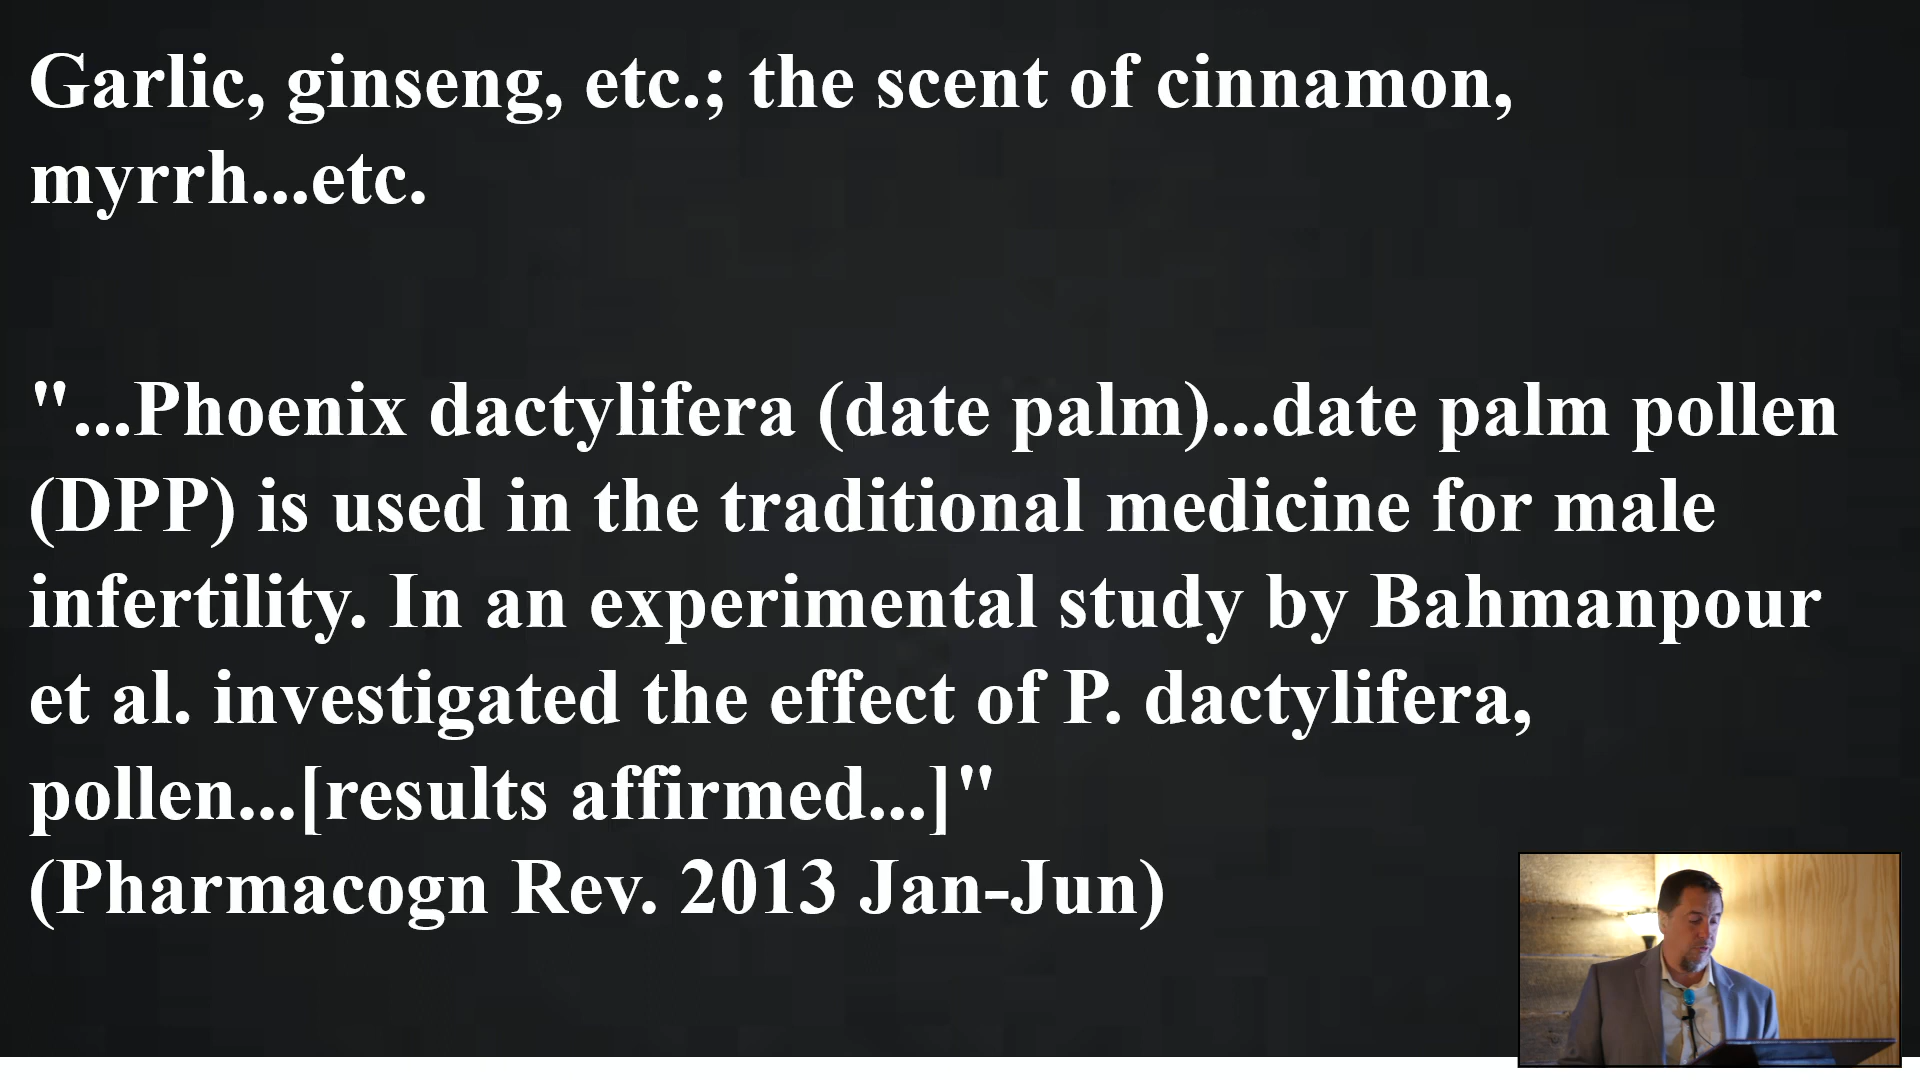 Garlic, ginseng, etc.; the scent of cinnamon,
myrrh...etc.
"...Phoenix dactylifera (date palm)...date palm pollen
(DPP) is used in the traditional medicine for male
infertility. In an experimental study by Bahmanpour
et al. investigated the effect of P. dactylifera,
pollen...[results affirmed...]"
(Pharmacogn Rev. 2013 Jan-Jun)